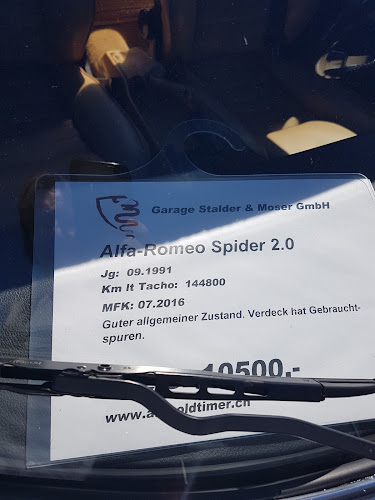 Garage Stalder & Moser GmbH
Alfa-Romeo Spider 2.0
Jg: 09.1991
Km lt Tacho: 144800
MFK: 07.2016
Guter allgemeiner Zustand. Verdeck hat Gebraucht-
spuren.
10500,-